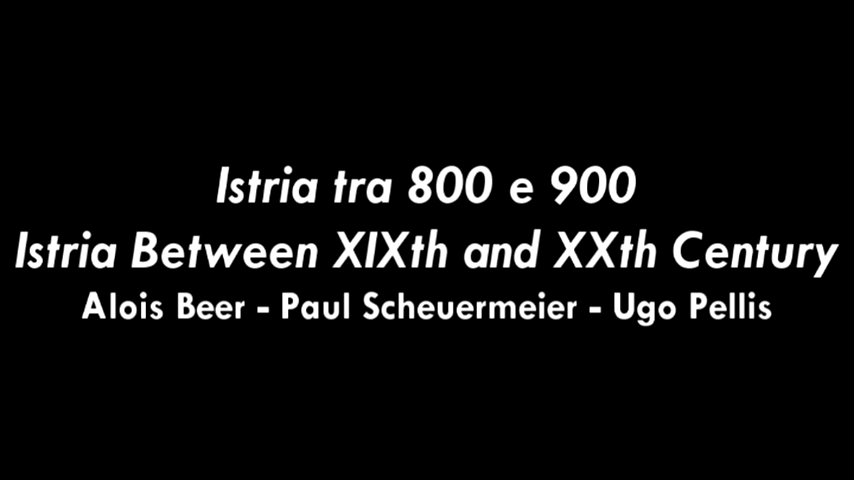 Istria tra 800 e 900
Istria Between XIXth and XXth Century
Alois Beer - Paul Scheuermeier - Ugo Pellis